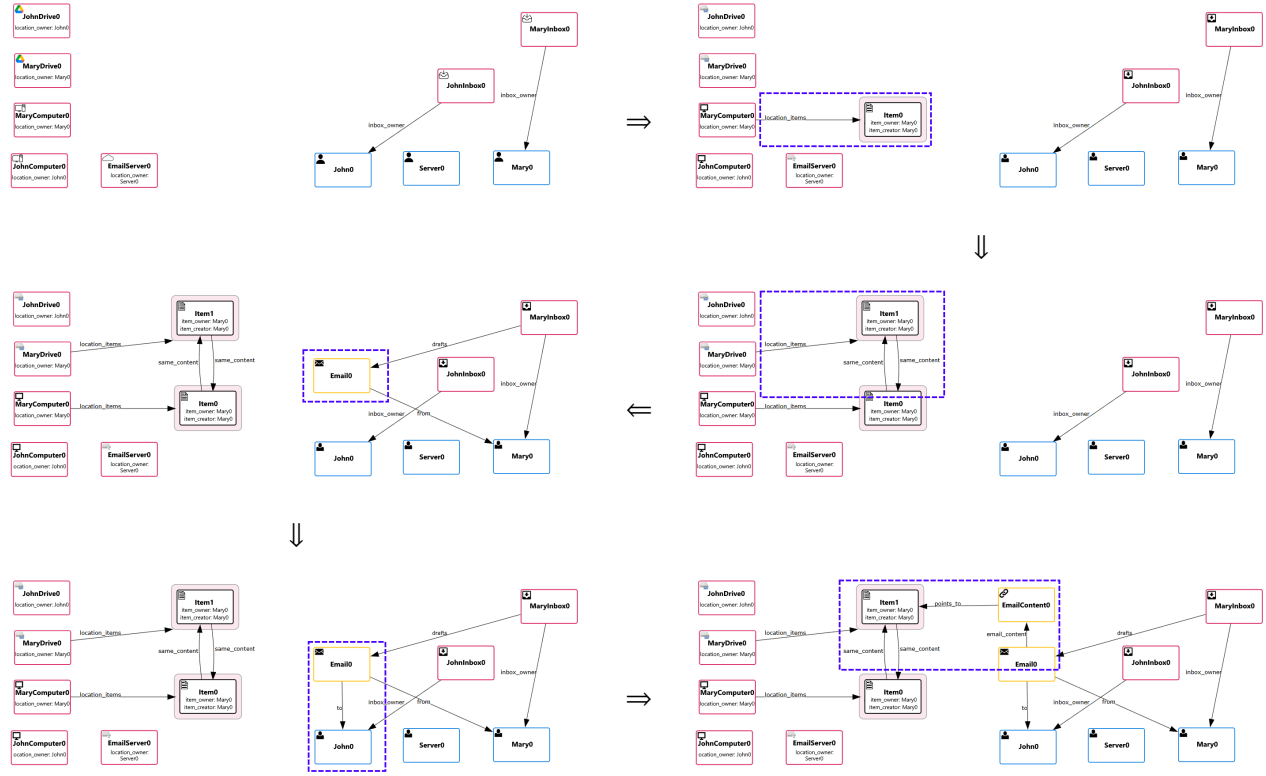 JohnDrive0
location_owner: John0
MaryDrive0
location_owner: Mary0
MaryComputer0
location_owner: Mary0
JohnComputer0
location_owner: John0
EmailServer0
location_owner:
Server0
MaryInbox0
JohnInbox0
inbox_owner
inbox_owner
John0
Server0
Mary0
⇒
JohnDrive0
location_owner: John0
MaryDrive0
location_owner: Mary0
MaryComputer0
location_owner: Mary0
location_items
Item0
item_owner: Mary0
item_creator: Mary0
JohnComputer0
location_owner: John0
EmailServer0
location_owner:
Server0
MaryInbox0
JohnInbox0
inbox_owner
inbox_owner
John0
Server0
Mary0
⇓
JohnDrive0
location_owner: John0
MaryDrive0
location_owner: Mary0
location_items
Item1
item_owner: Mary0
item_creator: Mary0
same_content
same_content
MaryComputer0
location_owner: Mary0
location_items
Item0
item_owner: Mary0
item_creator: Mary0
JohnComputer0
ocation_owner: John0
EmailServer0
location_owner:
Server0
MaryInbox0
drafts
Email0
JohnInbox0
inbox_owner
inbox_owner
from
John0
Server0
Mary0
⇐
JohnDrive0
location_owner: John0
MaryDrive0
location_owner: Mary0
location_items
Item1
item_owner: Mary0
item_creator: Mary0
same_content
same_content
MaryComputer0
location_owner: Mary0
location_items
Item0
item_owner: Mary0
item_creator: Mary0
JohnComputer0
ocation_owner: John0
EmailServer0
location_owner:
Server0
MaryInbox0
JohnInbox0
inbox_owner
inbox_owner
John0
Server0
Mary0
⇓
JohnDrive0
location_owner: John0
MaryDrive0
location_owner: Mary0
location_items
Item1
item_owner: Mary0
item_creator: Mary0
same_content
same_content
MaryComputer0
location_owner: Mary0
location_items
Item0
item_owner: Mary0
item_creator: Mary0
JohnComputer0
ocation_owner: John0
EmailServer0
location_owner:
Server0
MaryInbox0
drafts
Email0
JohnInbox0
to
inbox_owner
from
inbox_owner
John0
Server0
Mary0
⇒
JohnDrive0
location_owner: John0
MaryDrive0
location_owner: Mary0
location_items
Item1
item_owner: Mary0
item_creator: Mary0
points_to
EmailContent0
email_content
same_content
same_content
MaryComputer0
location_owner: Mary0
location_items
Item0
item_owner: Mary0
item_creator: Mary0
JohnComputer0
ocation_owner: John0
EmailServer0
location_owner:
Server0
MaryInbox0
drafts
Email0
JohnInbox0
to
inbox_owner
from
inbox_owner
John0
Server0
Mary0